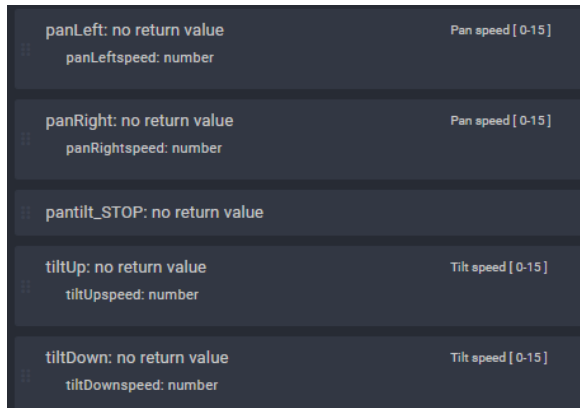 panLeft: no return value Pan speed [ 0-15 ]
panLeftspeed: number
panRight: no return value Pan speed [ 0-15 ]
panRightspeed: number
pantilt_STOP: no return value
tiltUp: no return value Tilt speed [ 0-15 ]
tiltUpspeed: number
tiltDown: no return value Tilt speed [ 0-15 ]
tiltDownspeed: number